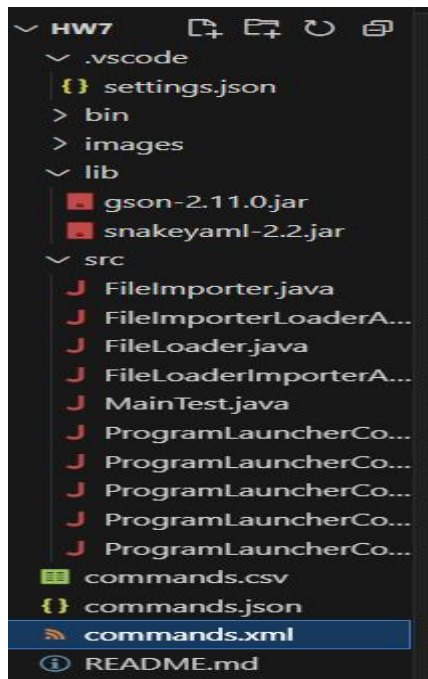 HW7
.vscode
{} settings.json
bin
images
lib
gson-2.11.0.jar
snakeyaml-2.2.jar
src
J FileImporter.java
J FileImporterLoaderA...
J FileLoader.java
J FileLoaderImporterA...
J MainTest.java
J ProgramLauncherCo...
J ProgramLauncherCo...
J ProgramLauncherCo...
J ProgramLauncherCo...
J ProgramLauncherCo...
commands.csv
{} commands.json
commands.xml
README.md